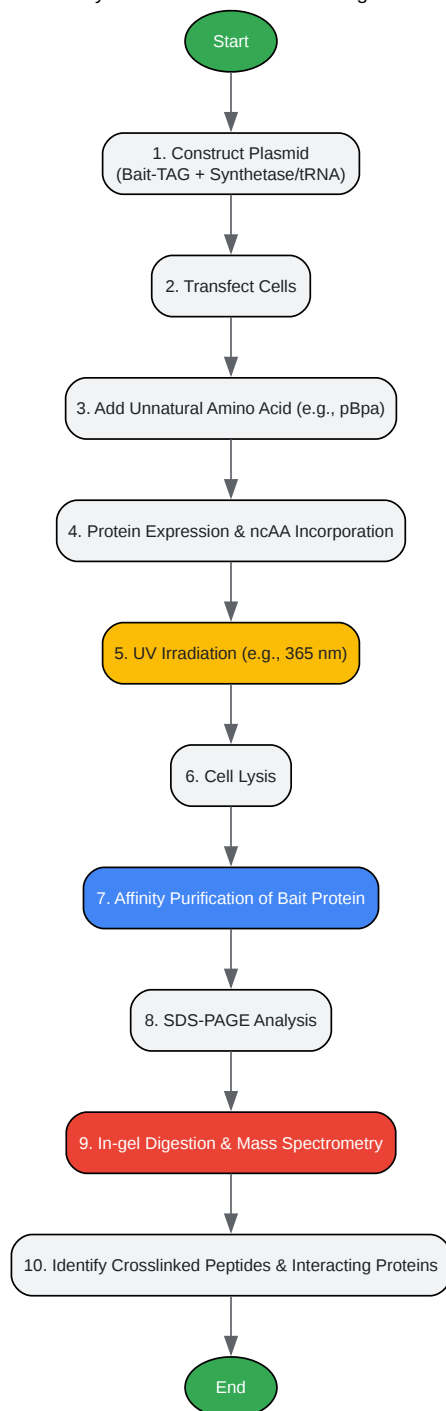 Start
1. Construct Plasmid
(Bait-TAG + Synthetase/tRNA)
2. Transfect Cells
3. Add Unnatural Amino Acid (e.g., pBpa)
4. Protein Expression & ncAA Incorporation
5. UV Irradiation (e.g., 365 nm)
6. Cell Lysis
7. Affinity Purification of Bait Protein
8. SDS-PAGE Analysis
9. In-gel Digestion & Mass Spectrometry
10. Identify Crosslinked Peptides & Interacting Proteins
End